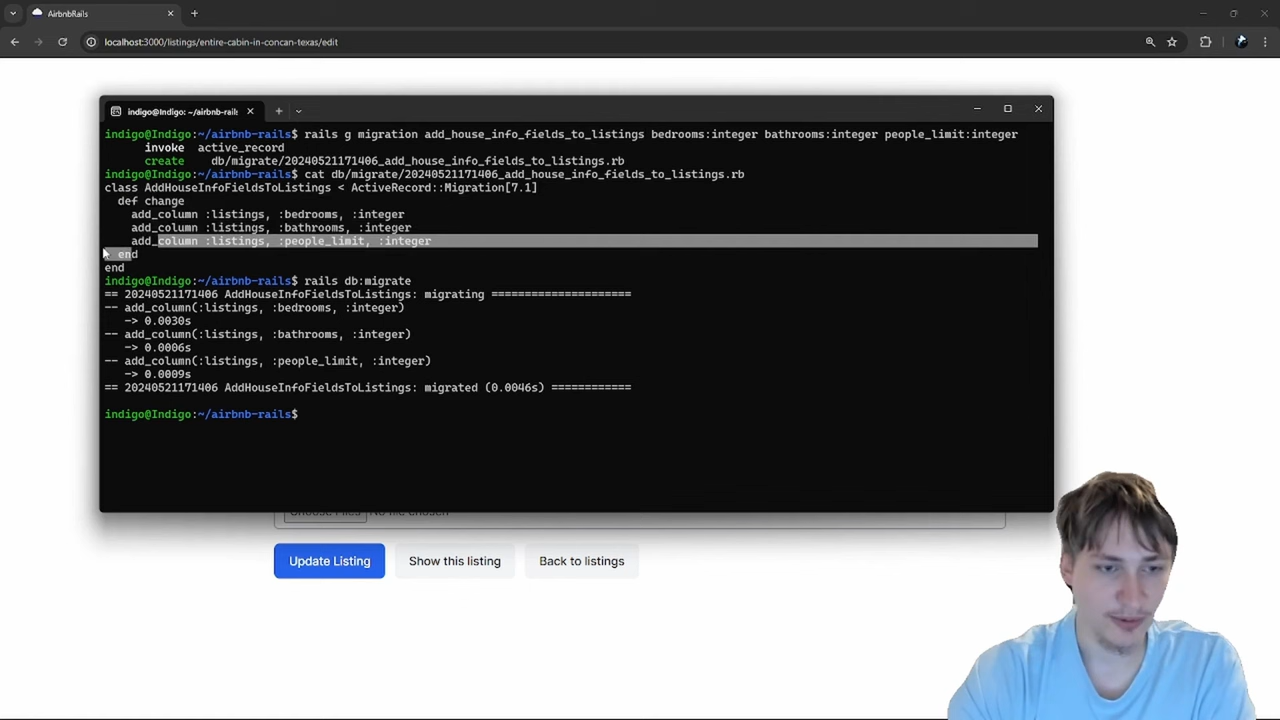 AirbnbRails
localhost:3000/listings/entire-cabin-in-concan-texas/edit
indigo@Indigo: ~/airbnb-rails
indigo@Indigo:~/airbnb-rails$ rails g migration add_house_info_fields_to_listings bedrooms:integer bathrooms:integer people_limit:integer
invoke active_record
create db/migrate/20240521171406_add_house_info_fields_to_listings.rb
indigo@Indigo:~/airbnb-rails$ cat db/migrate/20240521171406_add_house_info_fields_to_listings.rb
class AddHouseInfoFieldsToListings < ActiveRecord::Migration[7.1]
def change
add_column :listings, :bedrooms, :integer
add_column :listings, :bathrooms, :integer
add_column :listings, :people_limit, :integer
end
end
indigo@Indigo:~/airbnb-rails$ rails db:migrate
== 20240521171406 AddHouseInfoFieldsToListings: migrating =====================
-- add_column(:listings, :bedrooms, :integer)
-> 0.0030s
-- add_column(:listings, :bathrooms, :integer)
-> 0.0006s
-- add_column(:listings, :people_limit, :integer)
-> 0.0009s
== 20240521171406 AddHouseInfoFieldsToListings: migrated (0.0046s) ============
indigo@Indigo:~/airbnb-rails$
Choose Files No file chosen
Update Listing Show this listing Back to listings